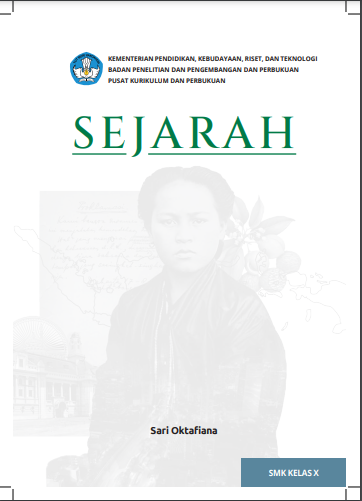 KEMENTERIAN PENDIDIKAN, KEBUDAYAAN, RISET, DAN TEKNOLOGI
BADAN PENELITIAN DAN PENGEMBANGAN DAN PERBUKUAN
PUSAT KURIKULUM DAN PERBUKUAN
SEJARAH
Sari Oktafiana
SMK KELAS X